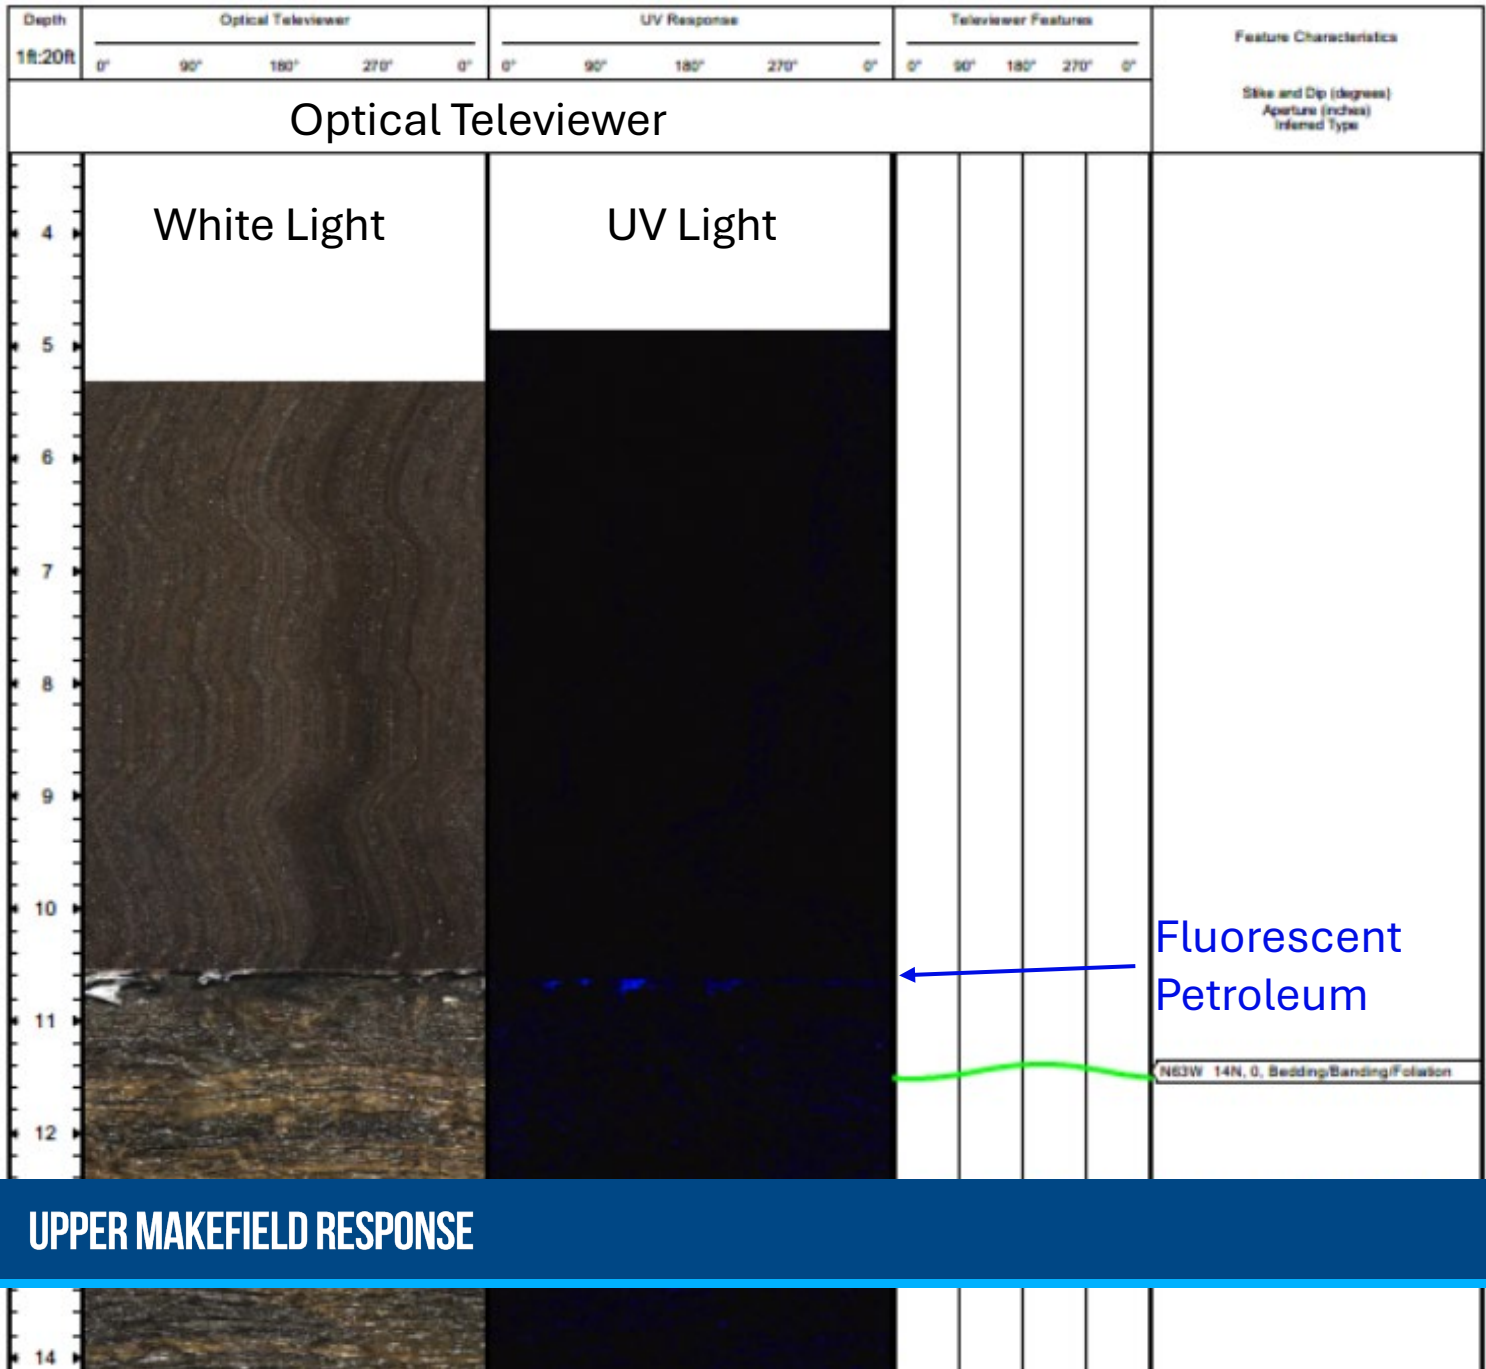 Depth
1ft:20ft
Optical Televiewer
0° 90° 180° 270° 0°
UV Response
0° 90° 180° 270° 0°
Televiewer Features
0° 90° 180° 270° 0°
Feature Characteristics
Stike and Dip (degrees)
Aperture (inches)
Inferred Type
Optical Televiewer
White Light
UV Light
4
5
6
7
8
9
10
Fluorescent
Petroleum
11
N63W 14N, 0, Bedding/Banding/Foliation
12
UPPER MAKEFIELD RESPONSE
14